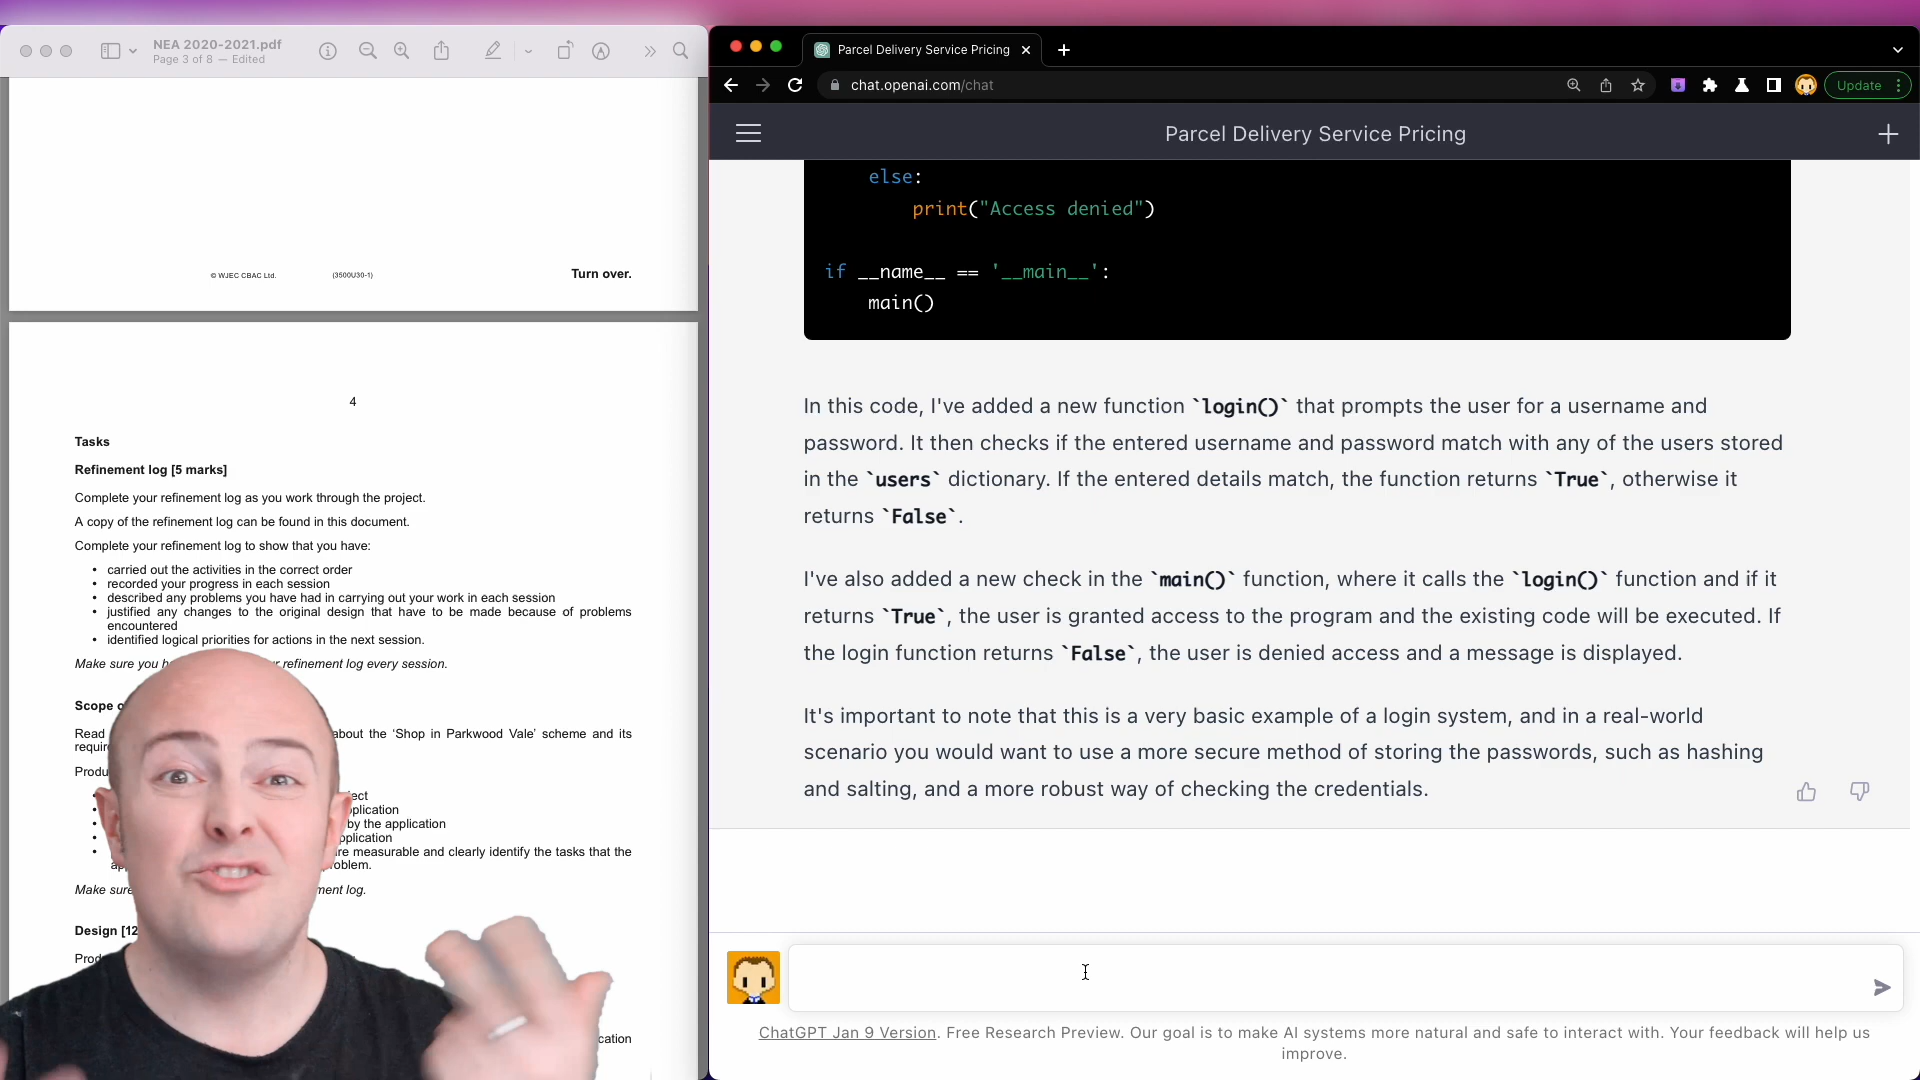 NEA 2020-2021.pdf
Page 3 of 8 — Edited
© WJEC CBAC Ltd.
(3500U30-1)
Turn over.
4
Tasks
Refinement log [5 marks]
Complete your refinement log as you work through the project.
A copy of the refinement log can be found in this document.
Complete your refinement log to show that you have:
• carried out the activities in the correct order
• recorded your progress in each session
• described any problems you have had in carrying out your work in each session
• justified any changes to the original design that have to be made because of problems
encountered
• identified logical priorities for actions in the next session.
Make sure you refinement log every session.
Scope
Read about the ‘Shop in Parkwood Vale’ scheme and its
by the application
measurable and clearly identify the tasks that the
Make sure log.
Design [12
Parcel Delivery Service Pricing
chat.openai.com/chat
Update
Parcel Delivery Service Pricing
else:
print("Access denied")
if __name__ == '__main__':
main()
In this code, I've added a new function `login()` that prompts the user for a username and
password. It then checks if the entered username and password match with any of the users stored
in the `users` dictionary. If the entered details match, the function returns `True`, otherwise it
returns `False`.
I've also added a new check in the `main()` function, where it calls the `login()` function and if it
returns `True`, the user is granted access to the program and the existing code will be executed. If
the login function returns `False`, the user is denied access and a message is displayed.
It's important to note that this is a very basic example of a login system, and in a real-world
scenario you would want to use a more secure method of storing the passwords, such as hashing
and salting, and a more robust way of checking the credentials.
ChatGPT Jan 9 Version. Free Research Preview. Our goal is to make AI systems more natural and safe to interact with. Your feedback will help us
improve.